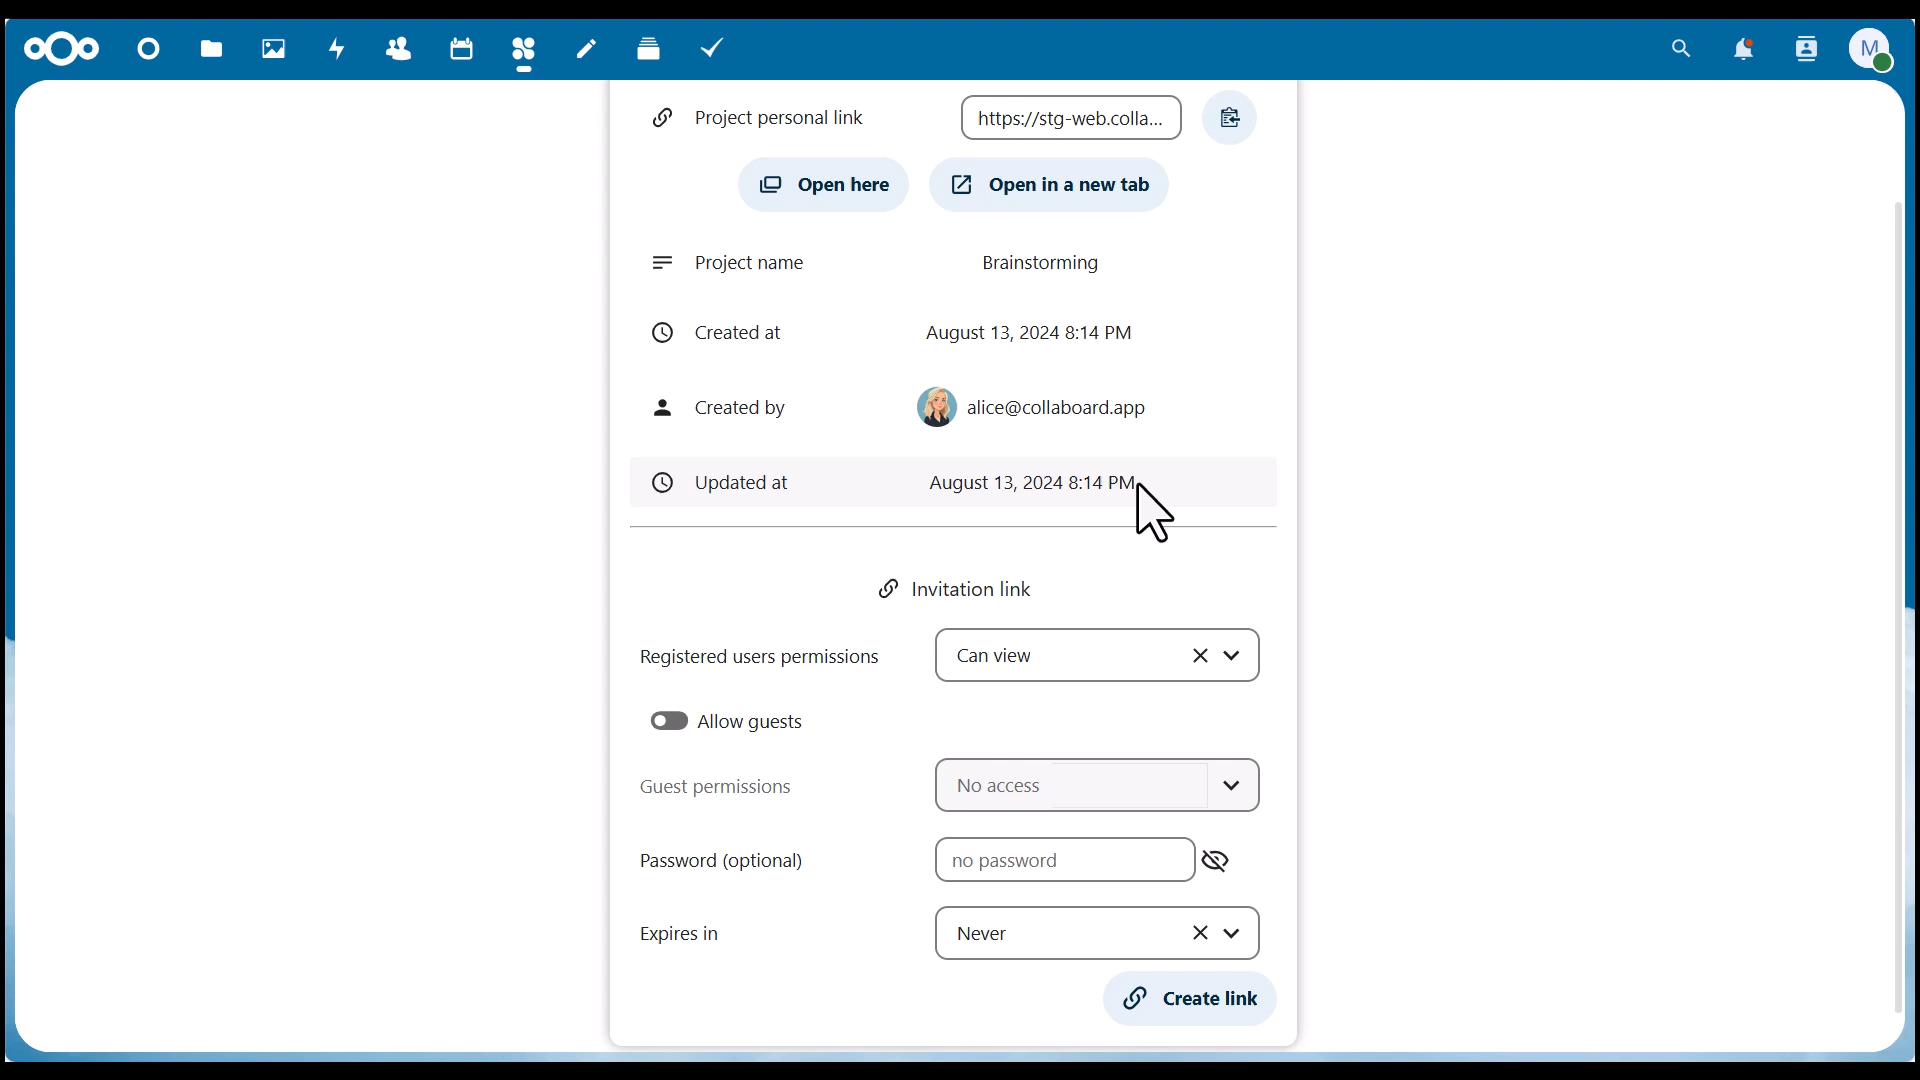 M
Project personal link https://stg-web.colla...
Open here Open in a new tab
Project name Brainstorming
Created at August 13, 2024 8:14 PM
Created by alice@collaboard.app
Updated at August 13, 2024 8:14 PM
Invitation link
Registered users permissions Can view
Allow guests
Guest permissions No access
Password (optional) no password
Expires in Never
Create link